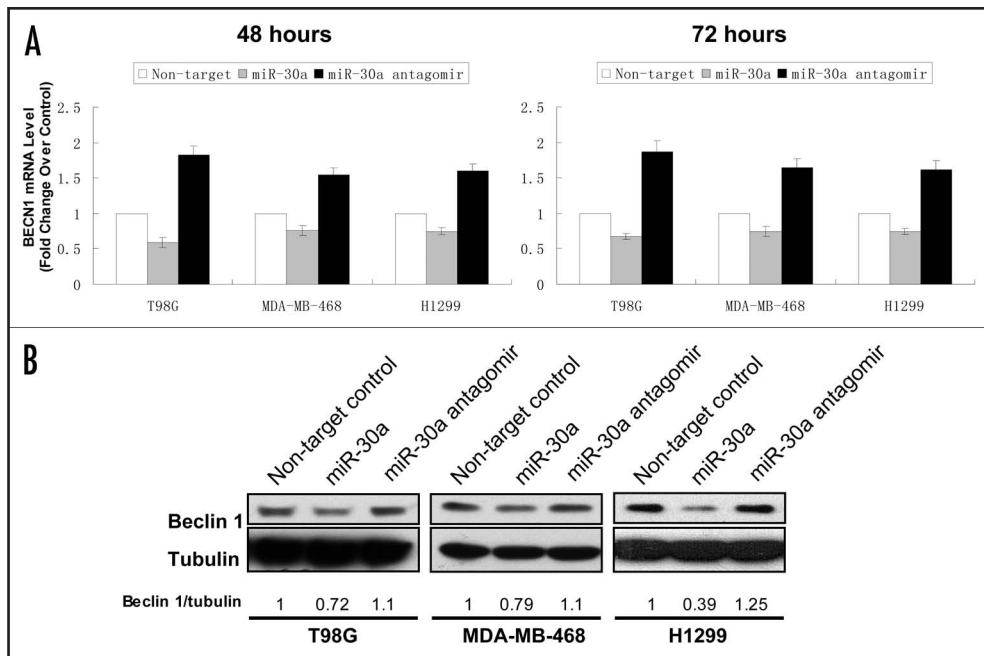 A
48 hours
72 hours
Non-target miR-30a miR-30a antagomir
Non-target miR-30a miR-30a antagomir
BECN1 mRNA Level
(Fold Change Over Control)
2.5
2
1.5
1
0.5
0
T98G MDA-MB-468 H1299
2.5
2
1.5
1
0.5
0
T98G MDA-MB-468 H1299
B
Non-target control
miR-30a
miR-30a antagomir
Non-target control
miR-30a
miR-30a antagomir
Non-target control
miR-30a
miR-30a antagomir
Beclin 1
Tubulin
Beclin 1/tubulin 1 0.72 1.1 1 0.79 1.1 1 0.39 1.25
T98G MDA-MB-468 H1299